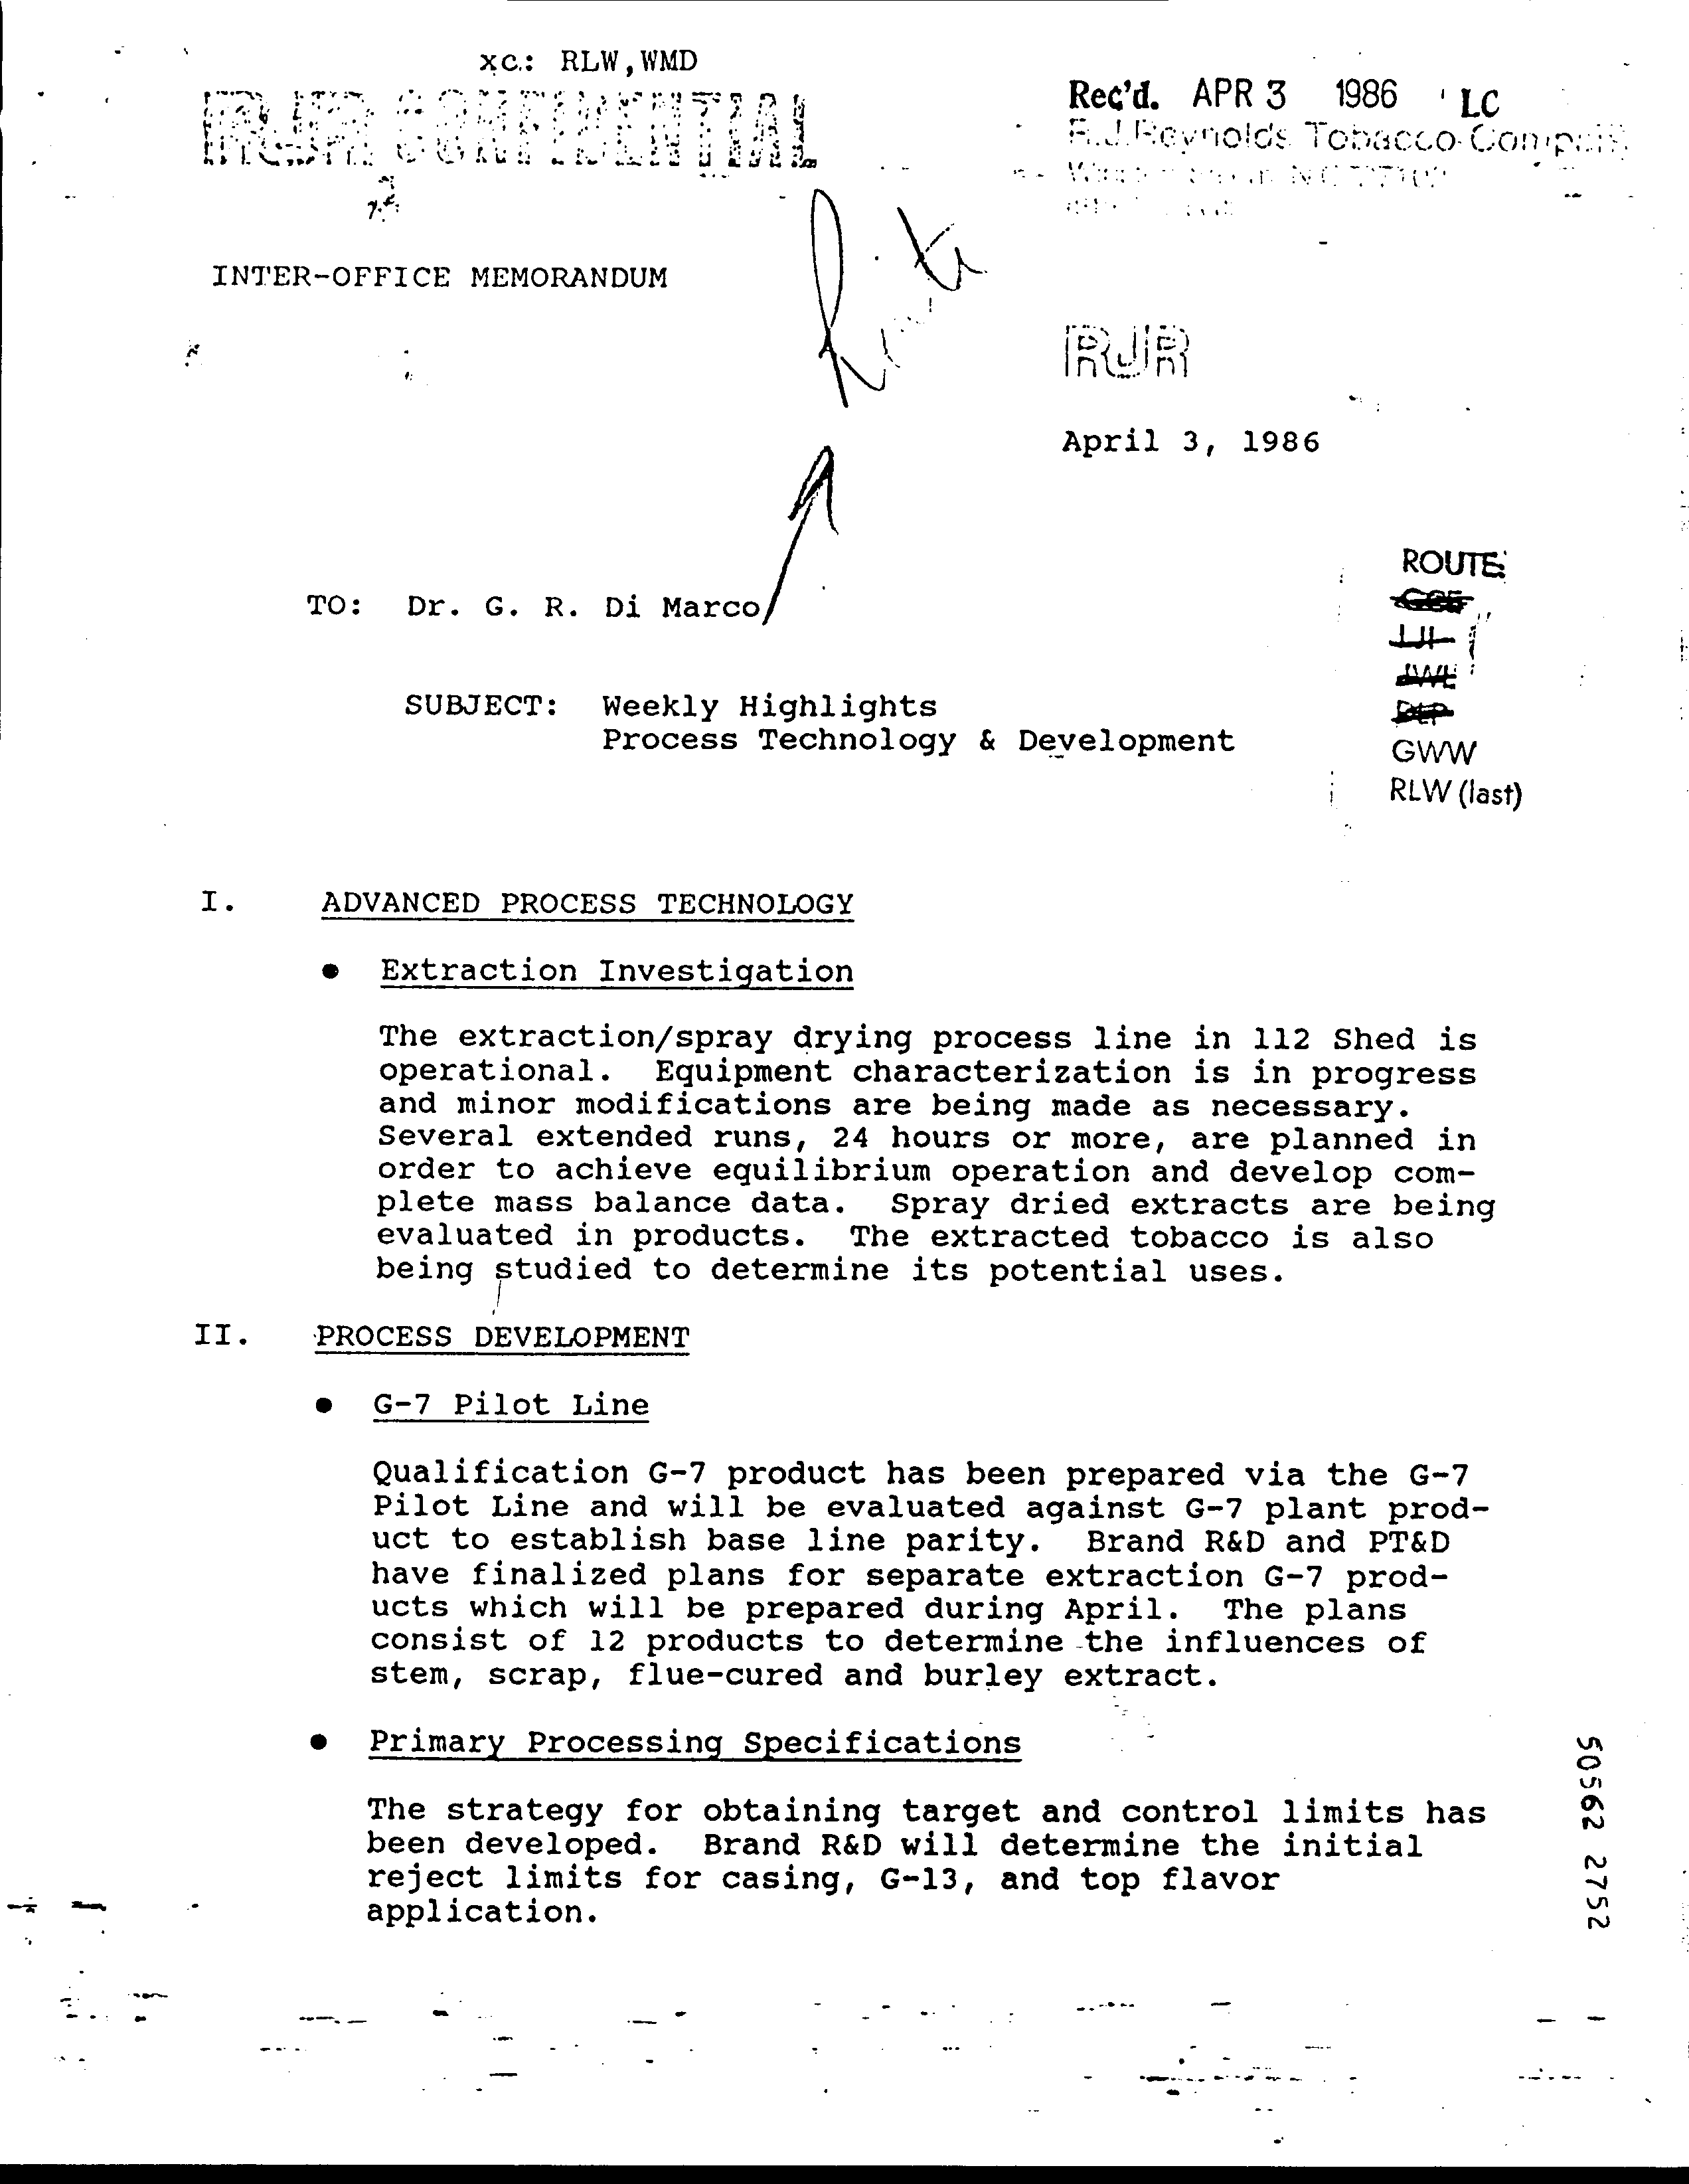 xc.: RLW,WMD
RJR CONFIDENTIAL
Rec'd. APR 3 1986 LC
R.J.Reynolds Tobacco Company
INTER-OFFICE MEMORANDUM
RJR
April 3, 1986
ROUTE:
TO: Dr. G. R. Di Marco
LJL
JWL
DLP
SUBJECT: Weekly Highlights
Process Technology & Development
GWW
RLW (last)
I. ADVANCED PROCESS TECHNOLOGY
● Extraction Investigation
The extraction/spray drying process line in 112 Shed is
operational. Equipment characterization is in progress
and minor modifications are being made as necessary.
Several extended runs, 24 hours or more, are planned in
order to achieve equilibrium operation and develop com-
plete mass balance data. Spray dried extracts are being
evaluated in products. The extracted tobacco is also
being studied to determine its potential uses.
II. PROCESS DEVELOPMENT
● G-7 Pilot Line
Qualification G-7 product has been prepared via the G-7
Pilot Line and will be evaluated against G-7 plant prod-
uct to establish base line parity. Brand R&D and PT&D
have finalized plans for separate extraction G-7 prod-
ucts which will be prepared during April. The plans
consist of 12 products to determine the influences of
stem, scrap, flue-cured and burley extract.
● Primary Processing Specifications
The strategy for obtaining target and control limits has
been developed. Brand R&D will determine the initial
reject limits for casing, G-13, and top flavor
application.
50562 2752